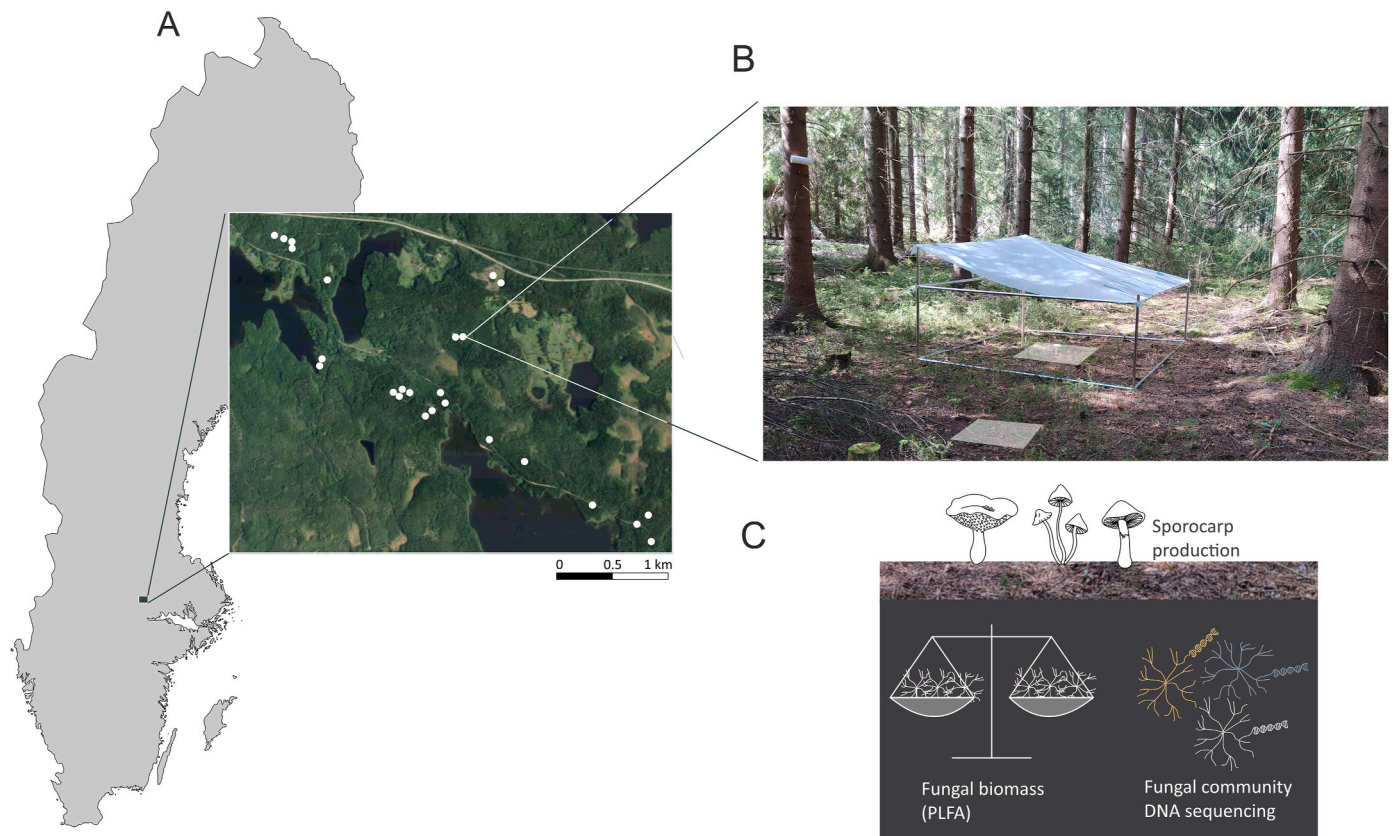 A
B
0 0.5 1 km
C
Sporocarp
production
Fungal biomass
(PLFA)
Fungal community
DNA sequencing